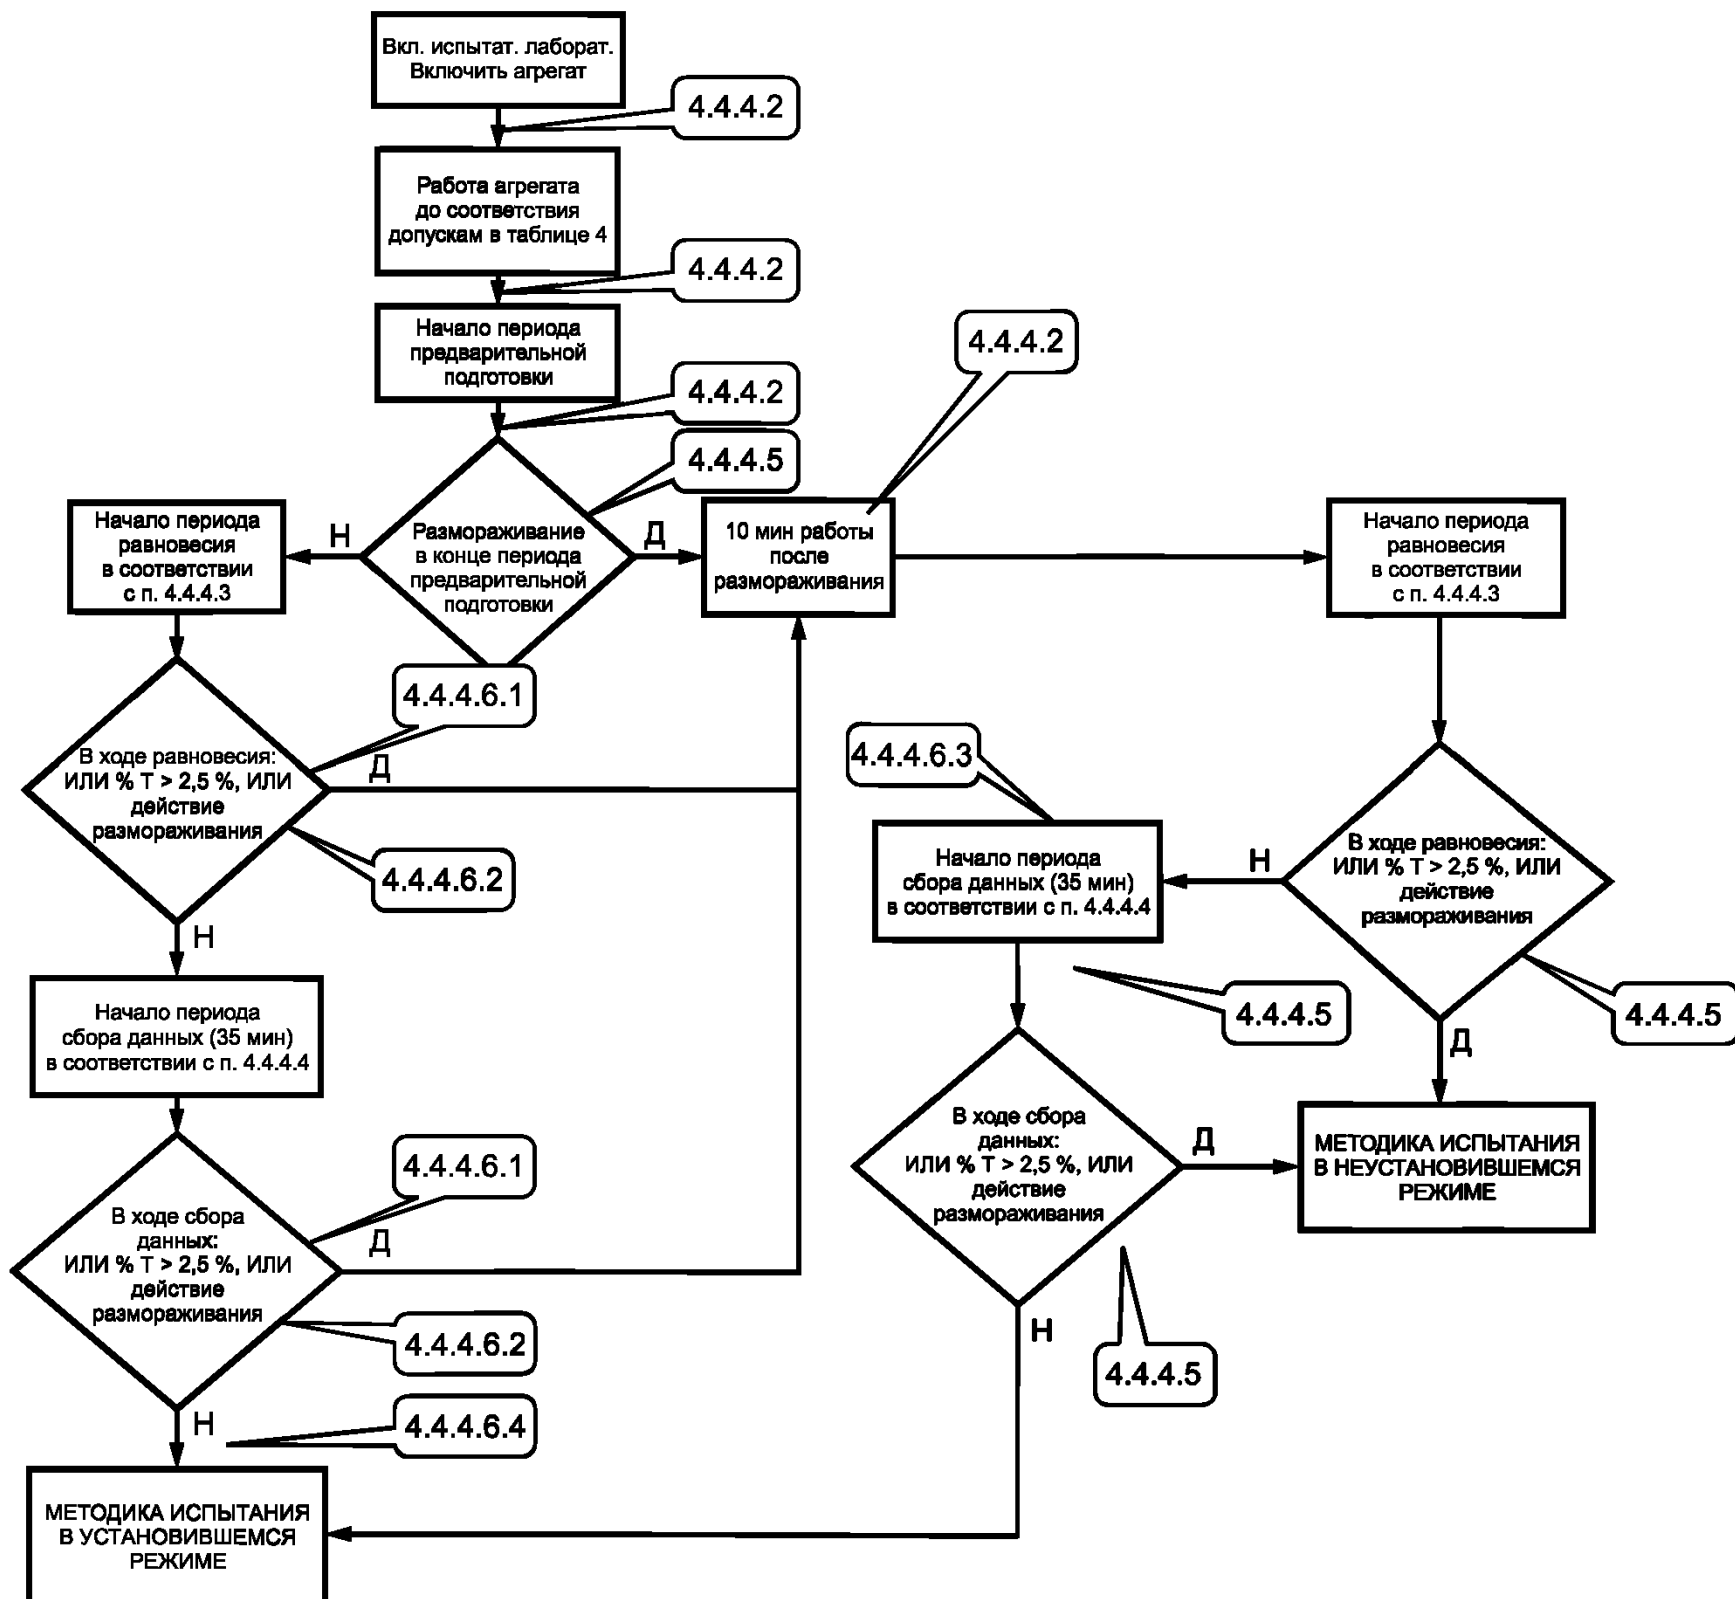 Вкл. испытат. лаборат.
Включить агрегат
4.4.4.2
Работа агрегата
до соответствия
допускам в таблице 4
4.4.4.2
Начало периода
предварительной
подготовки
4.4.4.2
4.4.4.2
4.4.4.5
Размораживание
в конце периода
предварительной
подготовки
Н
Д
Начало периода
равновесия
в соответствии
с п. 4.4.4.3
10 мин работы
после
размораживания
Начало периода
равновесия
в соответствии
с п. 4.4.4.3
4.4.4.6.1
В ходе равновесия:
ИЛИ % T > 2,5 %, ИЛИ
действие
размораживания
Д
4.4.4.6.2
Н
4.4.4.6.3
Начало периода
сбора данных (35 мин)
в соответствии с п. 4.4.4.4
Н
В ходе равновесия:
ИЛИ % T > 2,5 %, ИЛИ
действие
размораживания
4.4.4.5
4.4.4.5
Д
Начало периода
сбора данных (35 мин)
в соответствии с п. 4.4.4.4
4.4.4.6.1
В ходе сбора
данных:
ИЛИ % T > 2,5 %, ИЛИ
действие
размораживания
Д
4.4.4.6.2
Н
4.4.4.6.4
В ходе сбора
данных:
ИЛИ % T > 2,5 %, ИЛИ
действие
размораживания
Д
МЕТОДИКА ИСПЫТАНИЯ
В НЕУСТАНОВИВШЕМСЯ
РЕЖИМЕ
Н
4.4.4.5
МЕТОДИКА ИСПЫТАНИЯ
В УСТАНОВИВШЕМСЯ
РЕЖИМЕ